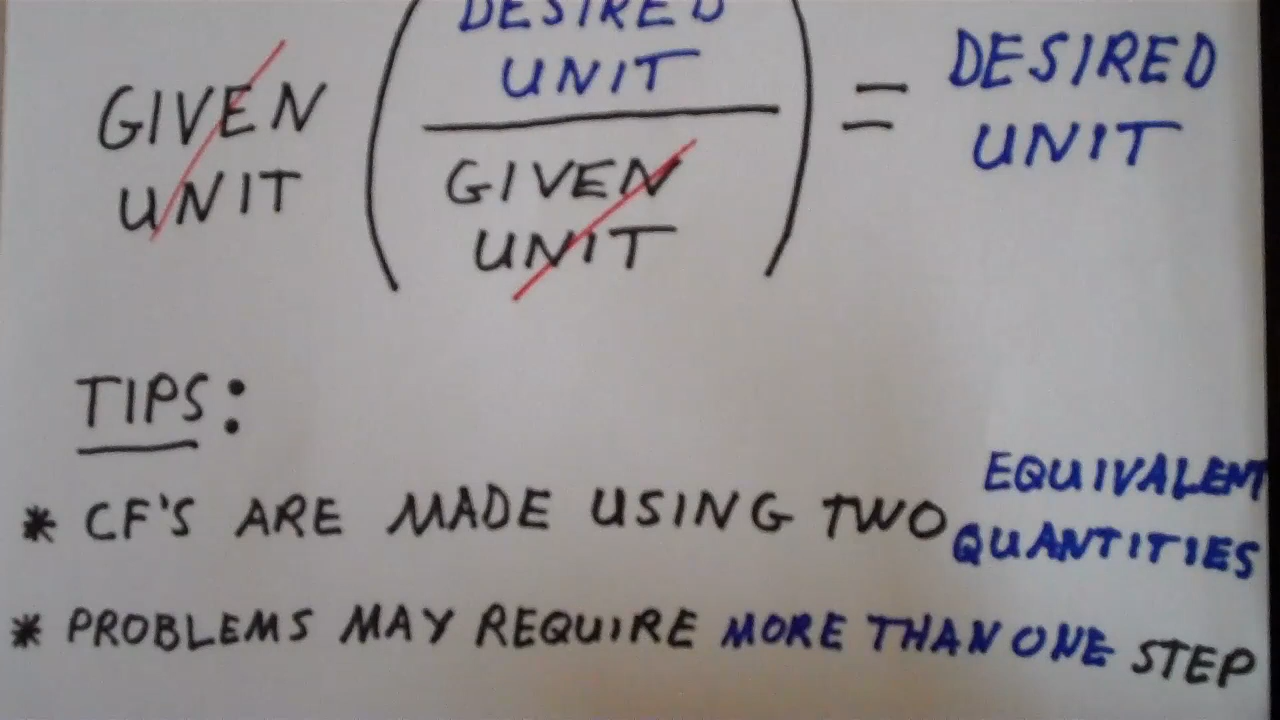 DESIRED
UNIT
GIVEN
UNIT
GIVEN
UNIT
=
DESIRED
UNIT
TIPS:
* CF'S ARE MADE USING TWO EQUIVALENT
QUANTITIES
* PROBLEMS MAY REQUIRE MORE THAN ONE STEP